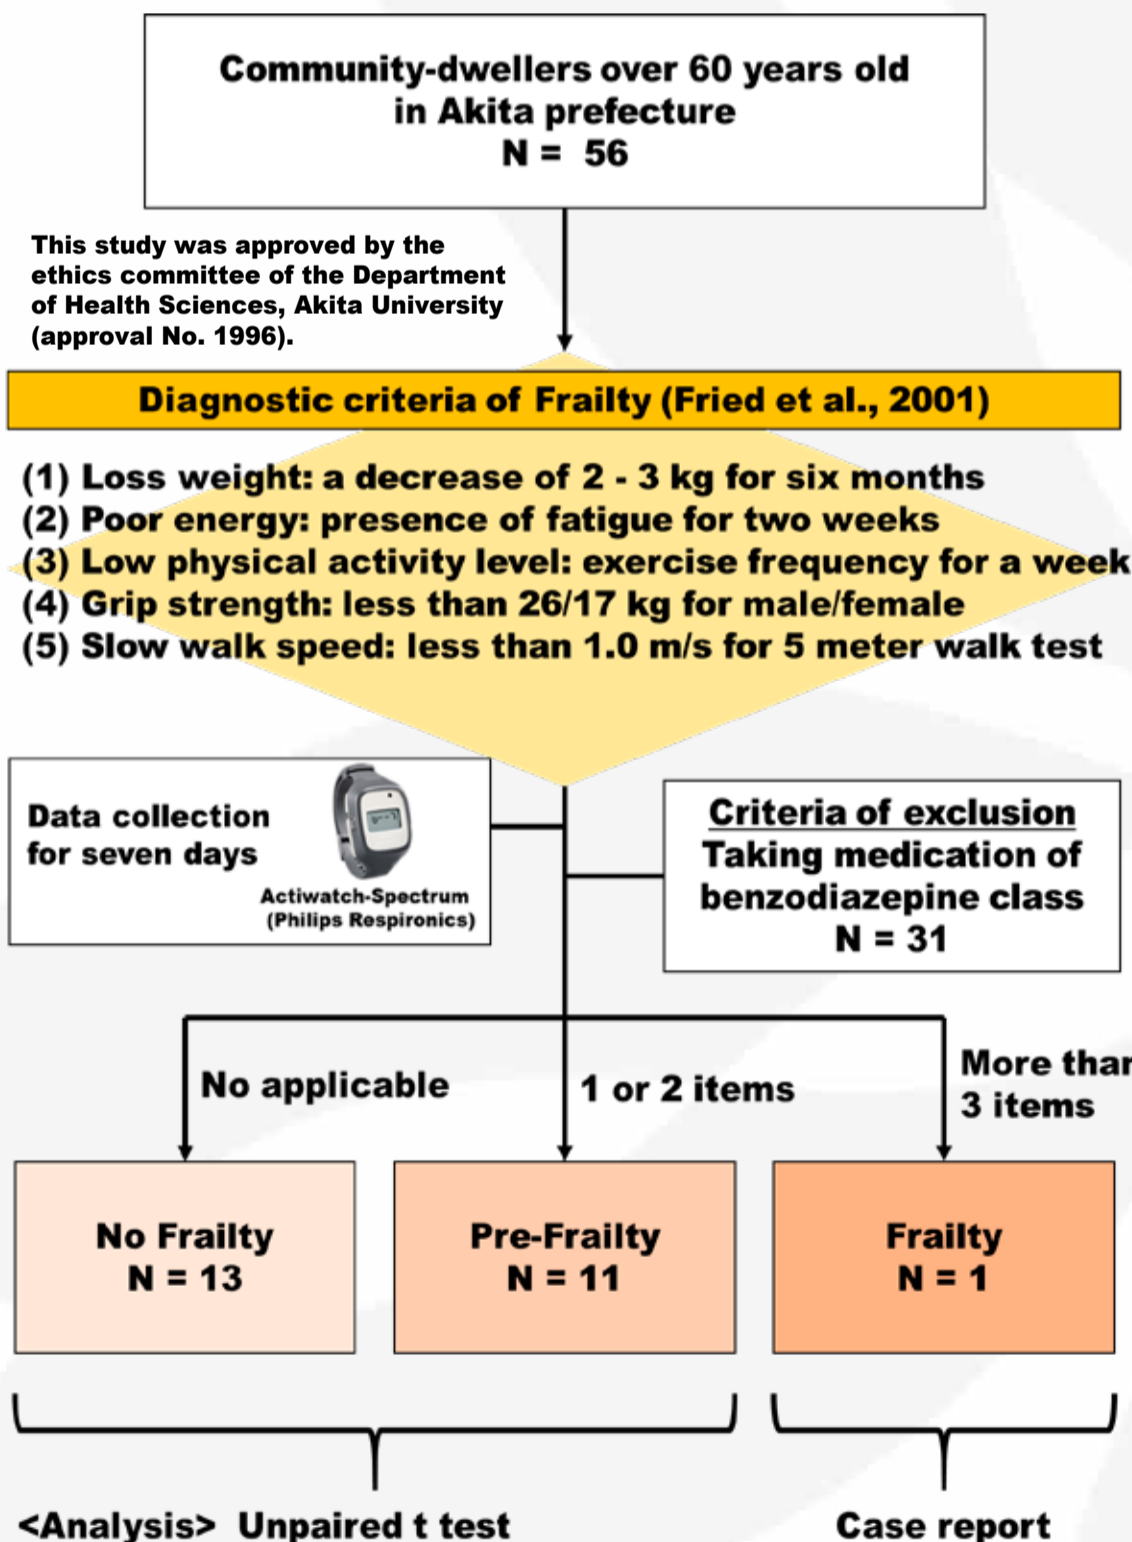 Community-dwellers over 60 years old
in Akita prefecture
N = 56
This study was approved by the
ethics committee of the Department
of Health Sciences, Akita University
(approval No. 1996).
Diagnostic criteria of Frailty (Fried et al., 2001)
(1) Loss weight: a decrease of 2 - 3 kg for six months
(2) Poor energy: presence of fatigue for two weeks
(3) Low physical activity level: exercise frequency for a week
(4) Grip strength: less than 26/17 kg for male/female
(5) Slow walk speed: less than 1.0 m/s for 5 meter walk test
Data collection
for seven days
Actiwatch-Spectrum
(Philips Respironics)
Criteria of exclusion
Taking medication of
benzodiazepine class
N = 31
No applicable
1 or 2 items
More than
3 items
No Frailty
N = 13
Pre-Frailty
N = 11
Frailty
N = 1
<Analysis> Unpaired t test
Case report